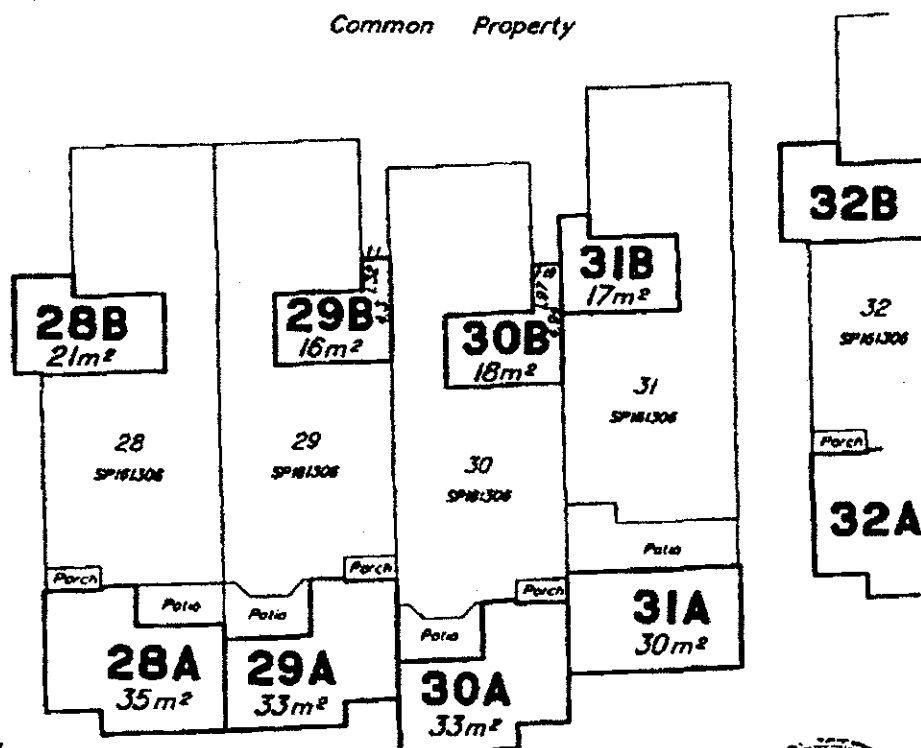 Common Property
32B
31B
17m²
28B
21m²
29B
16m²
30B
18m²
32
SP161306
31
SP161306
28
SP161306
29
SP161306
30
SP161306
Porch
Porch
Porch
Porch
Patio
Patio
Patio
Patio
32A
31A
30m²
28A
35m²
29A
33m²
30A
33m²